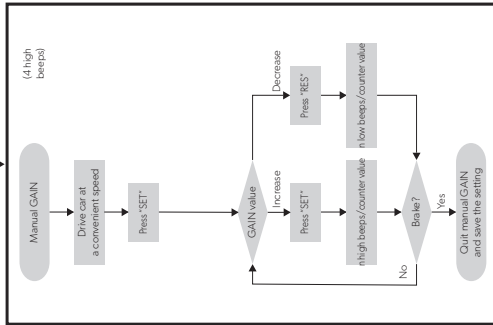 (4 high
beeps)
Manual GAIN
Drive car at
a convenient speed
Press "SET"
GAIN value
Increase
Decrease
Press "SET"
Press "RES"
n high beeps/counter value
n low beeps/counter value
Brake?
No
Yes
Quit manual GAIN
and save the setting